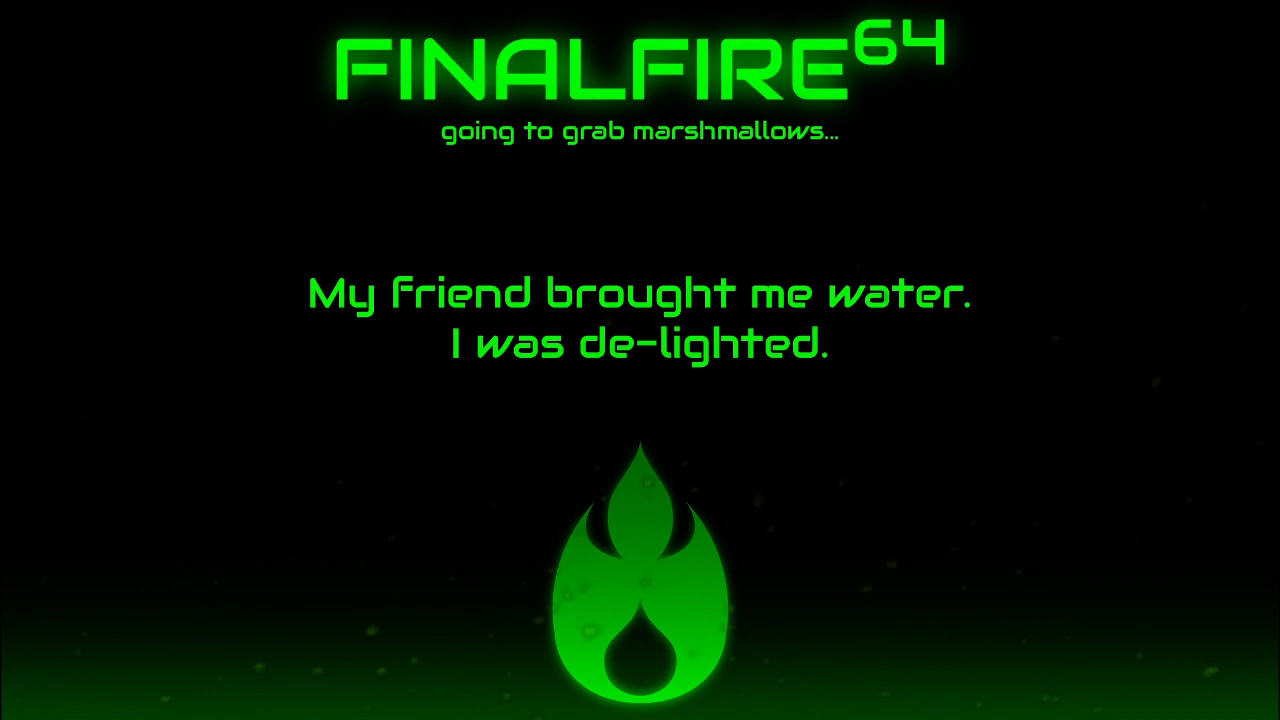 FINALFIRE64
going to grab marshmallows...
My friend brought me water.
I was de-lighted.